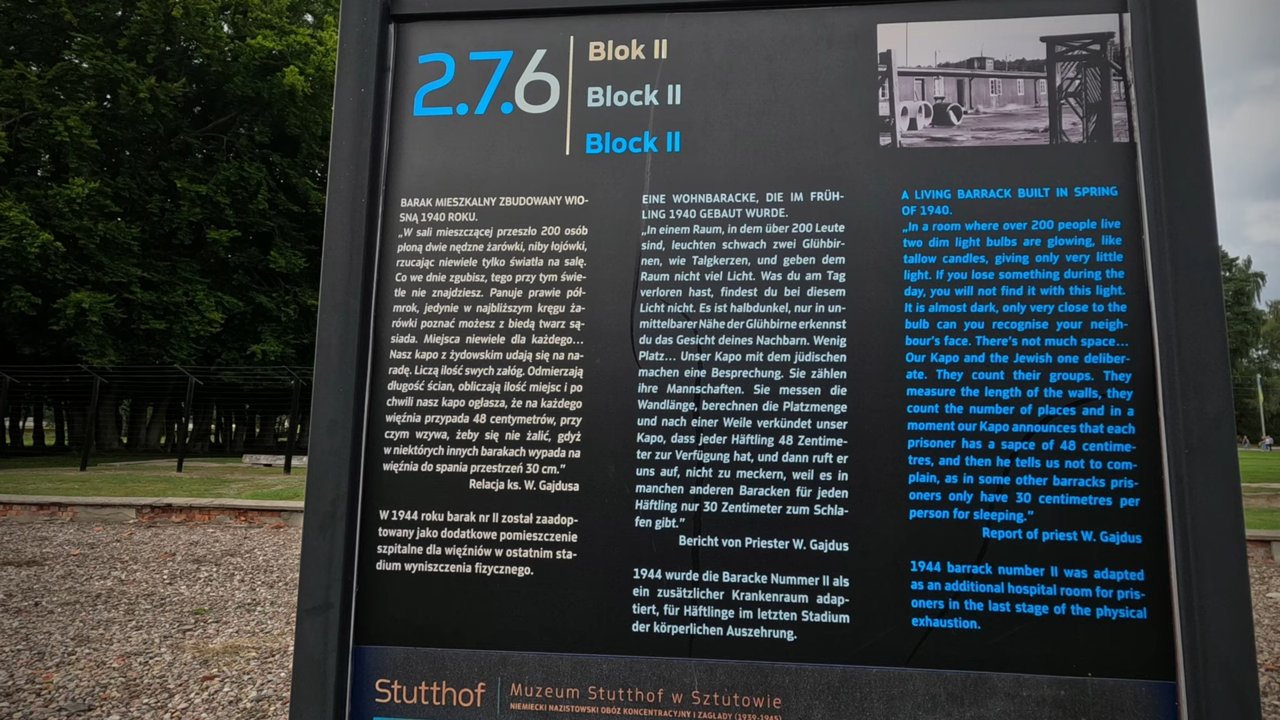 2.7.6
Blok II
Block II
Block II
BARAK MIESZKALNY ZBUDOWANY WIO-
SNĄ 1940 ROKU.
„W sali mieszczącej przeszło 200 osób
płoną dwie nędzne żarówki, niby łojówki,
rzucając niewiele tylko światła na salę.
Co we dnie zgubisz, tego przy tym świe-
tle nie znajdziesz. Panuje prawie pół-
mrok, jedynie w najbliższym kręgu ża-
rówki poznać możesz z biedą twarz są-
siada. Miejsca niewiele dla każdego...
Nasz kapo z żydowskim udają się na na-
radę. Liczą ilość swych załóg. Odmierzają
długość ścian, obliczają ilość miejsc i po
chwili nasz kapo ogłasza, że na każdego
więźnia przypada 48 centymetrów, przy
czym wzywa, żeby się nie żalić, gdyż
w niektórych innych barakach wypada na
więźnia do spania przestrzeń 30 cm.”
Relacja ks. W. Gajdusa
W 1944 roku barak nr II został zaadop-
towany jako dodatkowe pomieszczenie
szpitalne dla więźniów w ostatnim sta-
dium wyniszczenia fizycznego.
EINE WOHNBARACKE, DIE IM FRÜH-
LING 1940 GEBAUT WURDE.
„In einem Raum, in dem über 200 Leute
sind, leuchten schwach zwei Glühbir-
nen, wie Talgkerzen, und geben dem
Raum nicht viel Licht. Was du am Tag
verloren hast, findest du bei diesem
Licht nicht. Es ist halbdunkel, nur in un-
mittelbarer Nähe der Glühbirne erkennst
du das Gesicht deines Nachbarn. Wenig
Platz... Unser Kapo mit dem jüdischen
machen eine Besprechung. Sie zählen
ihre Mannschaften. Sie messen die
Wandlänge, berechnen die Platzmenge
und nach einer Weile verkündet unser
Kapo, dass jeder Häftling 48 Zentime-
ter zur Verfügung hat, und dann ruft er
uns auf, nicht zu meckern, weil es in
manchen anderen Baracken für jeden
Häftling nur 30 Zentimeter zum Schla-
fen gibt.”
Bericht von Priester W. Gajdus
1944 wurde die Baracke Nummer II als
ein zusätzlicher Krankenraum adap-
tiert, für Häftlinge im letzten Stadium
der körperlichen Auszehrung.
A LIVING BARRACK BUILT IN SPRING
OF 1940.
„In a room where over 200 people live
two dim light bulbs are glowing, like
tallow candles, giving only very little
light. If you lose something during the
day, you will not find it with this light.
It is almost dark, only very close to the
bulb can you recognise your neigh-
bour's face. There's not much space...
Our Kapo and the Jewish one deliber-
ate. They count their groups. They
measure the length of the walls, they
count the number of places and in a
moment our Kapo announces that each
prisoner has a sapce of 48 centime-
tres, and then he tells us not to com-
plain, as in some other barracks pris-
oners only have 30 centimetres per
person for sleeping.”
Report of priest W. Gajdus
1944 barrack number II was adapted
as an additional hospital room for pris-
oners in the last stage of the physical
exhaustion.
Stutthof
Muzeum Stutthof w Sztutowie
NIEMIECKI NAZISTOWSKI OBÓZ KONCENTRACYJNY I ZAGŁADY (1939-1945)